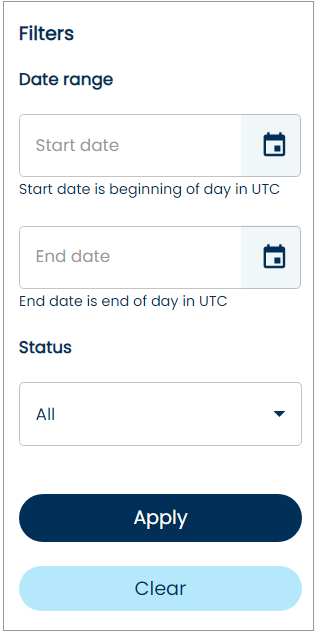 Filters
Date range
Start date
Start date is beginning of day in UTC
End date
End date is end of day in UTC
Status
All
Apply
Clear